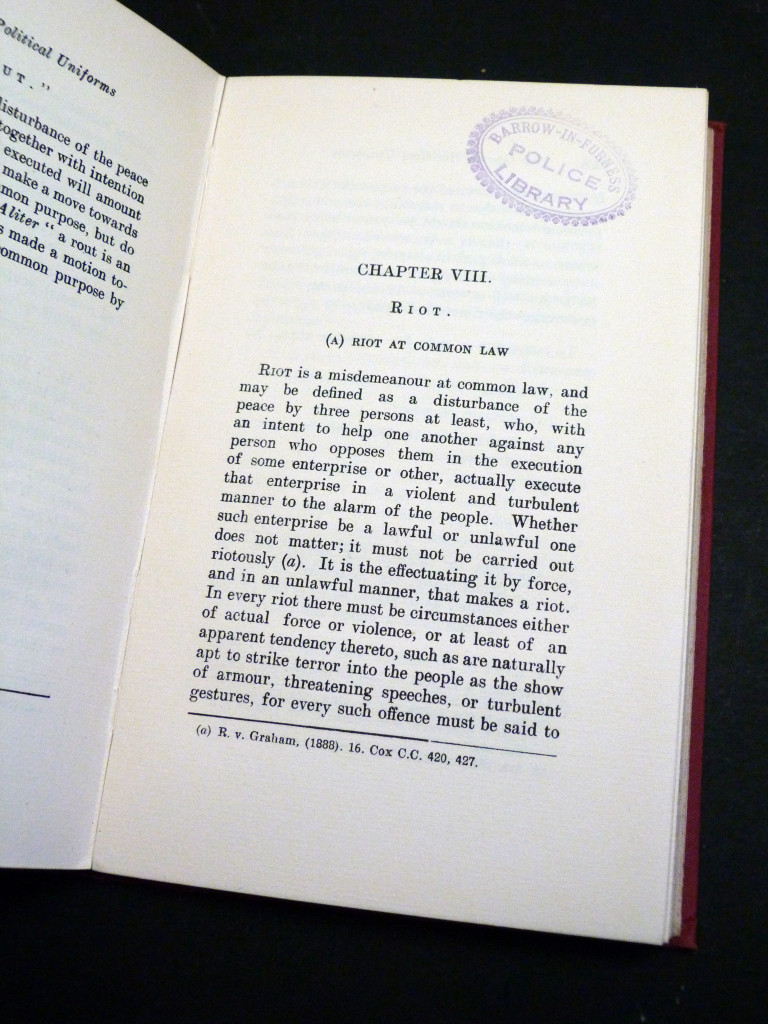 Political Uniforms
UT."
disturbance of the peace
together with intention
executed will amount
make a move towards
mon purpose, but do
Aliter "a rout is an
s made a motion to-
common purpose by
BARROW-IN-FURNESS
POLICE
LIBRARY
CHAPTER VIII.
RIOT.
(A) RIOT AT COMMON LAW
RIOT is a misdemeanour at common law, and
may be defined as a disturbance of the
peace by three persons at least, who, with
an intent to help one another against any
person who opposes them in the execution
of some enterprise or other, actually execute
that enterprise in a violent and turbulent
manner to the alarm of the people. Whether
such enterprise be a lawful or unlawful one
does not matter; it must not be carried out
riotously (a). It is the effectuating it by force,
and in an unlawful manner, that makes a riot.
In every riot there must be circumstances either
of actual force or violence, or at least of an
apparent tendency thereto, such as are naturally
apt to strike terror into the people as the show
of armour, threatening speeches, or turbulent
gestures, for every such offence must be said to
(a) R. v. Graham, (1888). 16. Cox C.C. 420, 427.